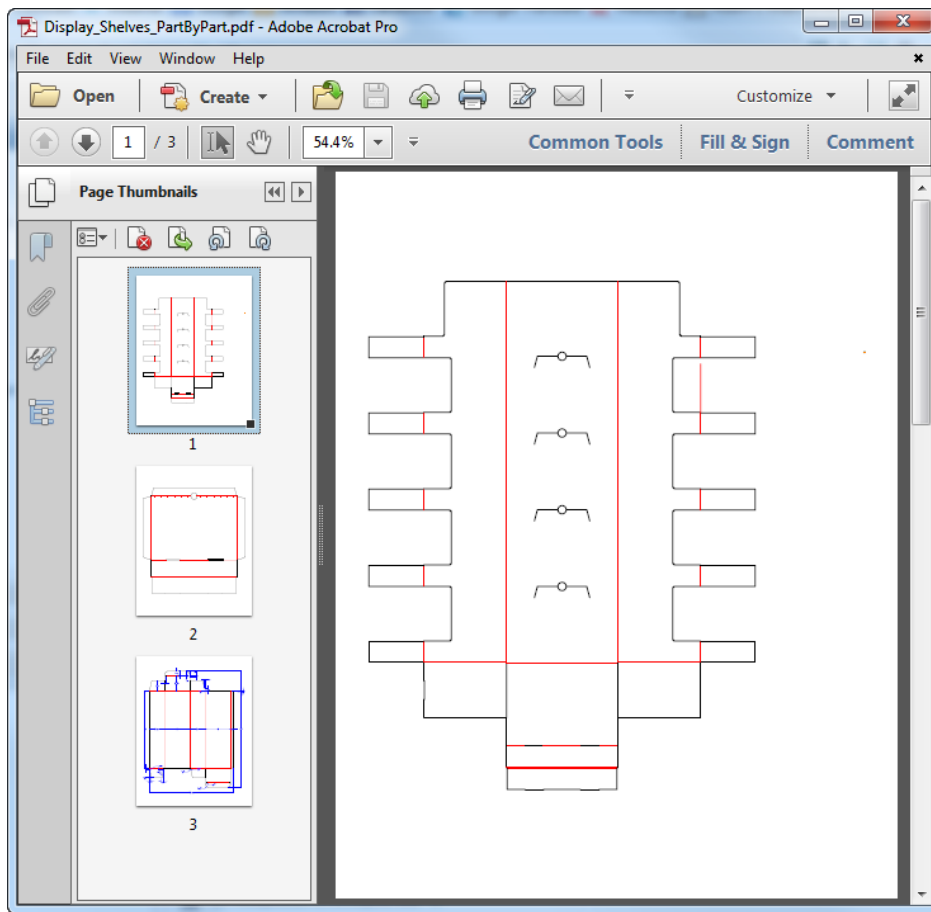 Display_Shelves_PartByPart.pdf - Adobe Acrobat Pro
File Edit View Window Help
Open Create Customize
1 / 3 54.4% Common Tools Fill & Sign Comment
Page Thumbnails
1
2
3